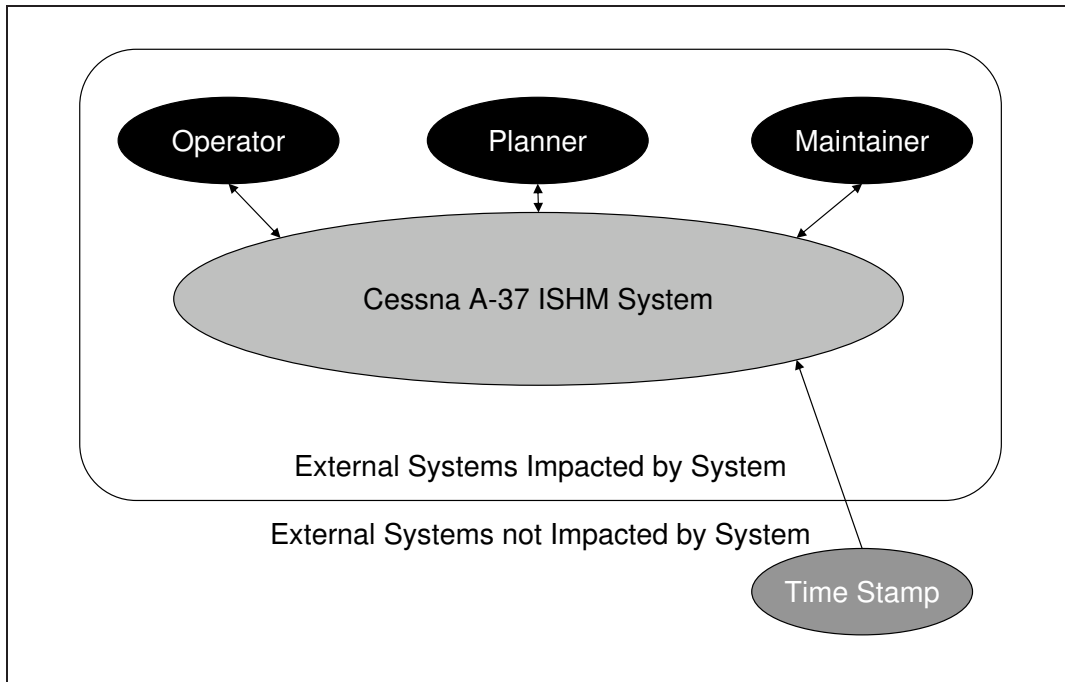 Operator
Planner
Maintainer
Cessna A-37 ISHM System
External Systems Impacted by System
External Systems not Impacted by System
Time Stamp